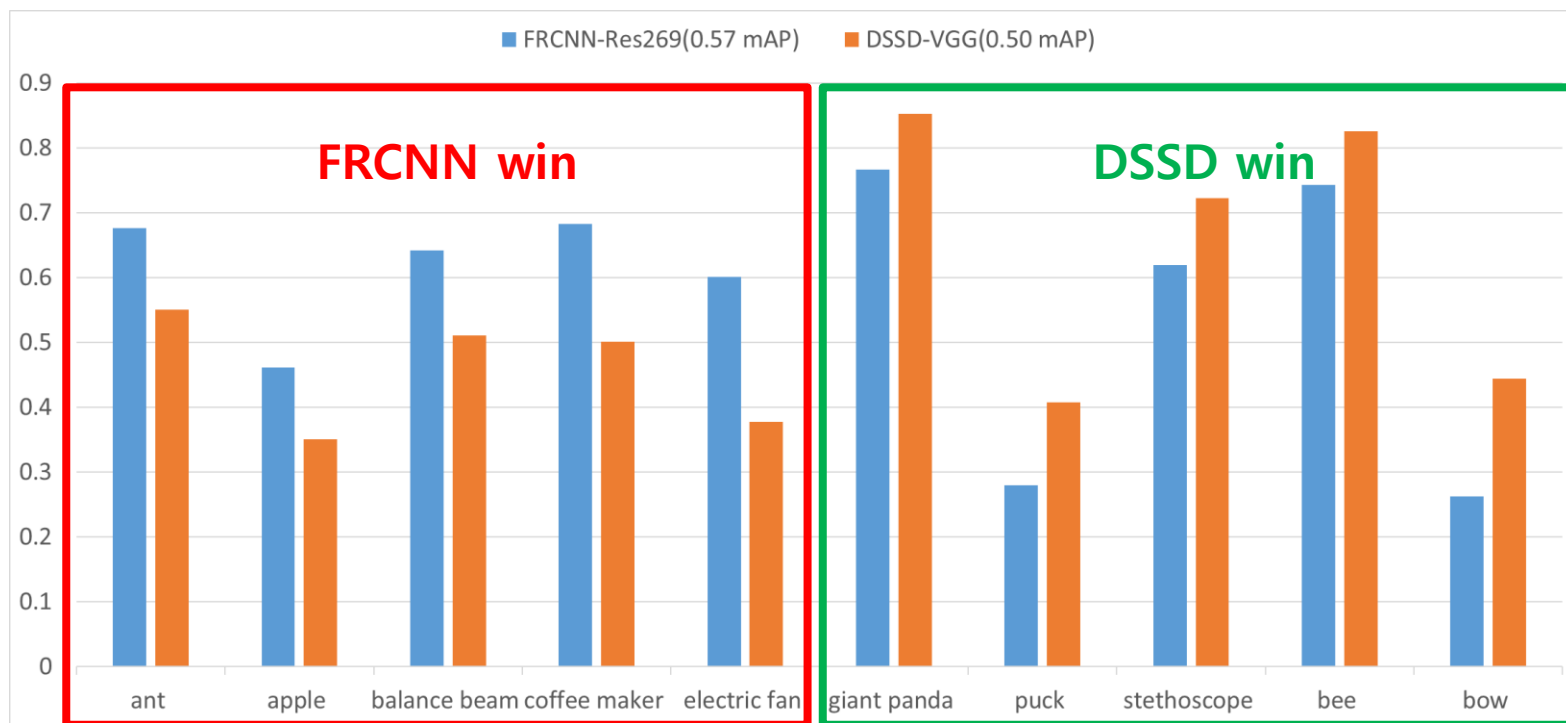 FRCNN-Res269(0.57 mAP) DSSD-VGG(0.50 mAP)
0.9
0.8
0.7
0.6
0.5
0.4
0.3
0.2
0.1
0
FRCNN win
DSSD win
ant apple balance beam coffee maker electric fan giant panda puck stethoscope bee bow